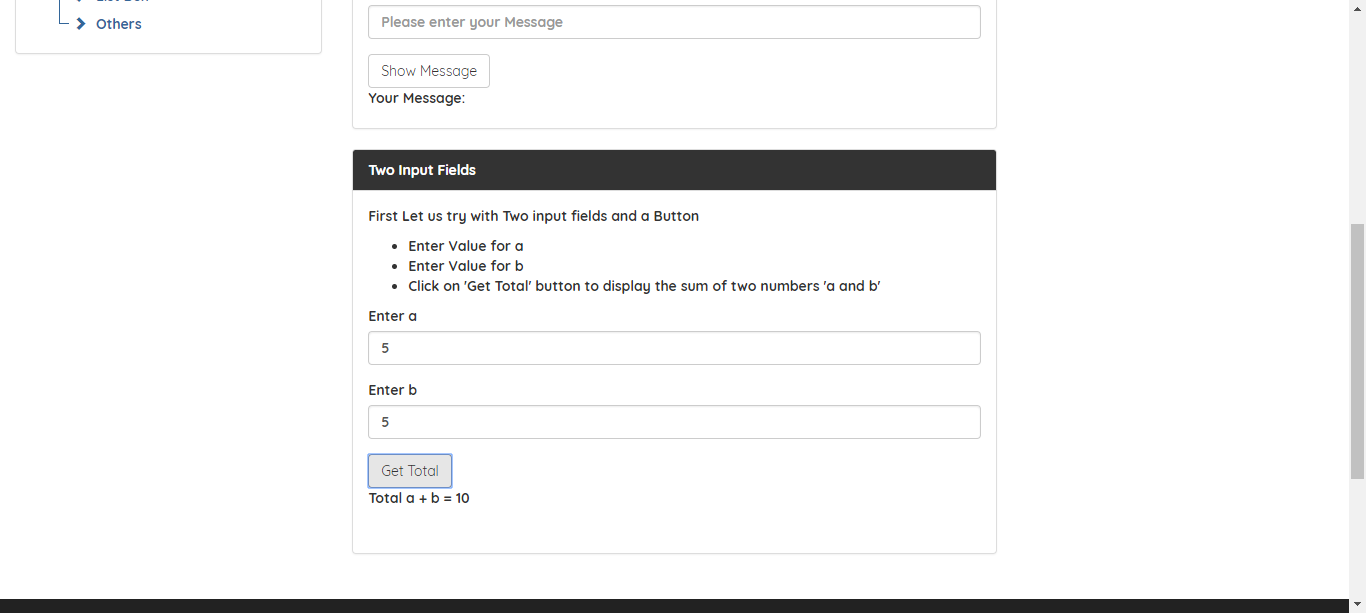 Others
Please enter your Message
Show Message
Your Message:
Two Input Fields
First Let us try with Two input fields and a Button
Enter Value for a
Enter Value for b
Click on 'Get Total' button to display the sum of two numbers 'a and b'
Enter a
5
Enter b
5
Get Total
Total a + b = 10